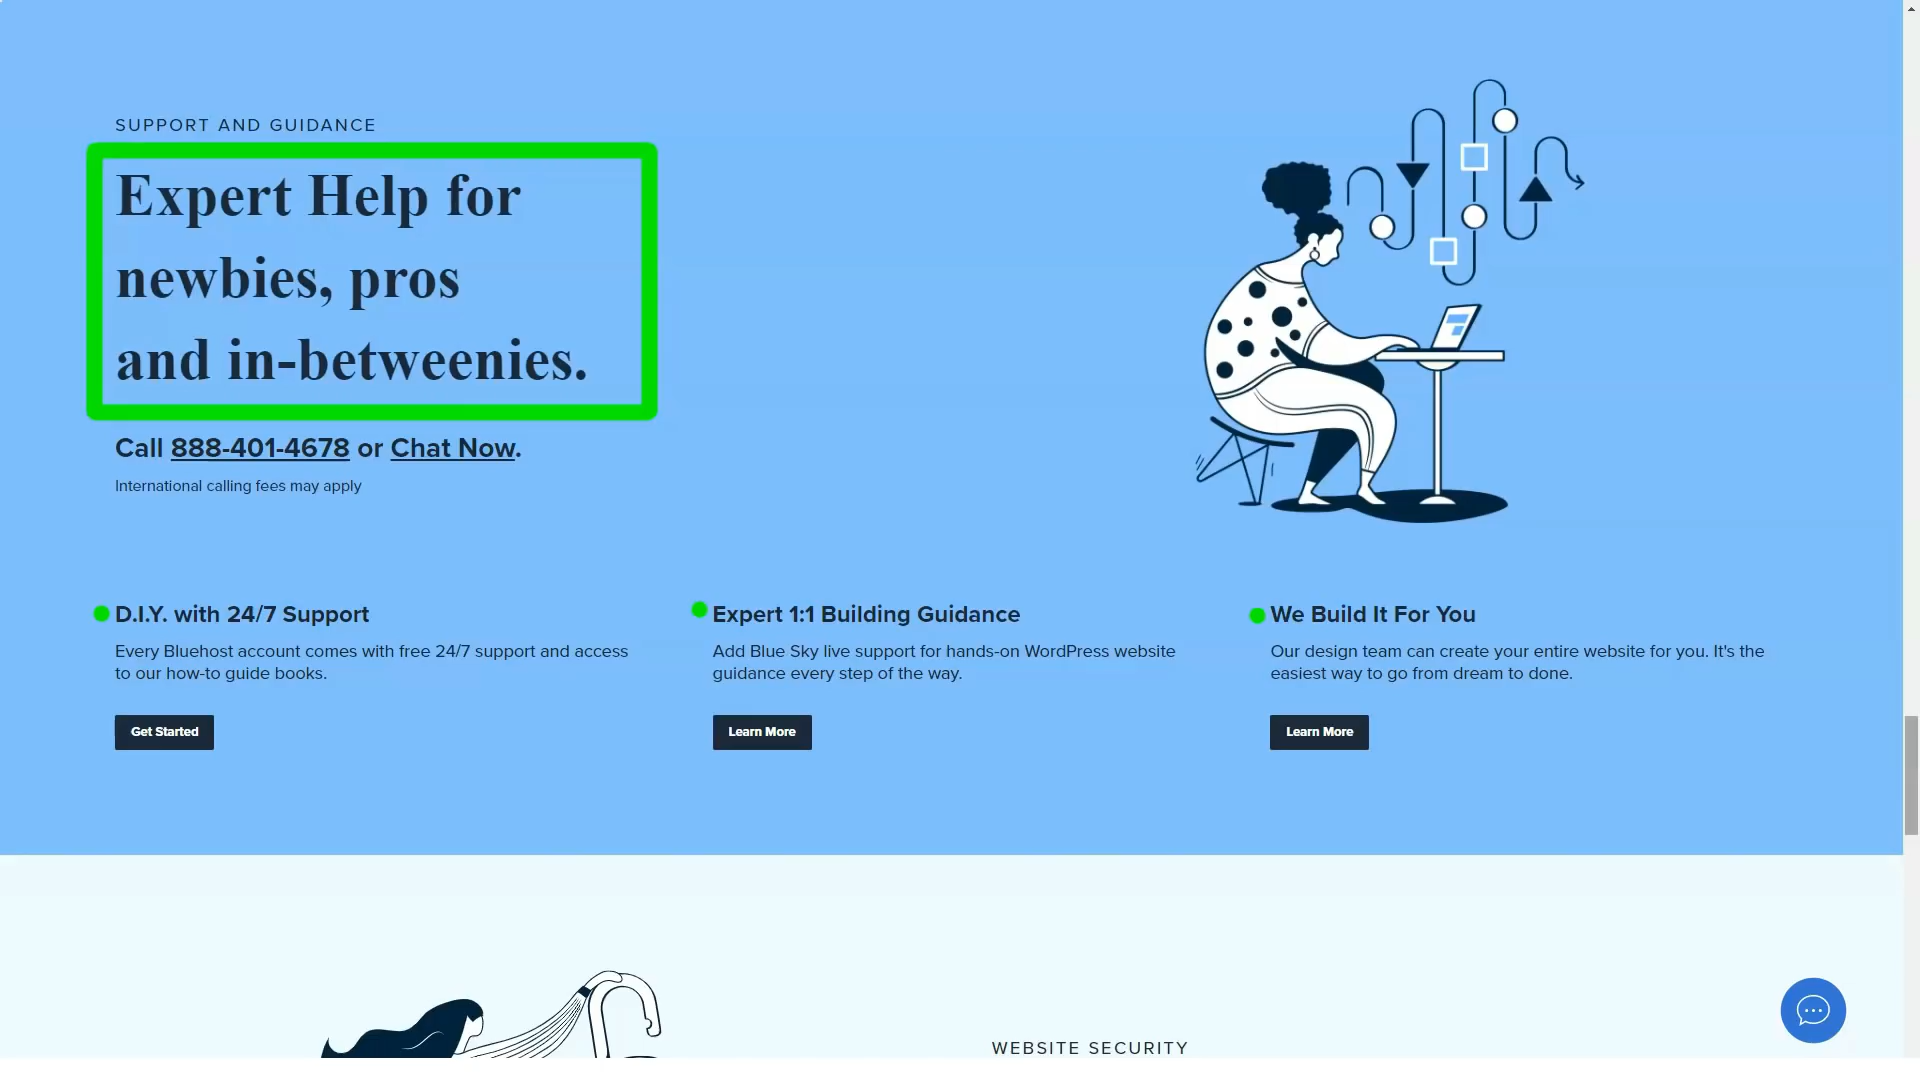 SUPPORT AND GUIDANCE
Expert Help for
newbies, pros
and in-betweenies.
Call 888-401-4678 or Chat Now.
International calling fees may apply
D.I.Y. with 24/7 Support
Every Bluehost account comes with free 24/7 support and access
to our how-to guide books.
Get Started
Expert 1:1 Building Guidance
Add Blue Sky live support for hands-on WordPress website
guidance every step of the way.
Learn More
We Build It For You
Our design team can create your entire website for you. It's the
easiest way to go from dream to done.
Learn More
WEBSITE SECURITY